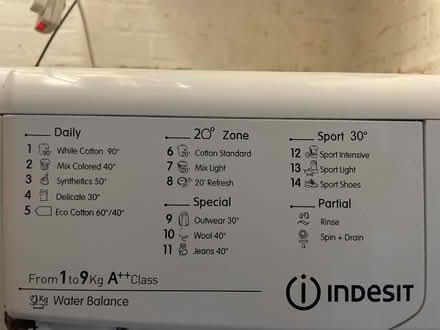 Daily
1 White Cotton 90°
2 Mix Colored 40°
3 Synthetics 50°
4 Delicate 30°
5 Eco Cotton 60°/40°
20° Zone
6 Cotton Standard
7 Mix Light
8 20' Refresh
Special
9 Outwear 30°
10 Wool 40°
11 Jeans 40°
Sport 30°
12 Sport Intensive
13 Sport Light
14 Sport Shoes
Partial
Rinse
Spin + Drain
From 1 to 9 Kg A++ Class
Kg Water Balance
INDESIT